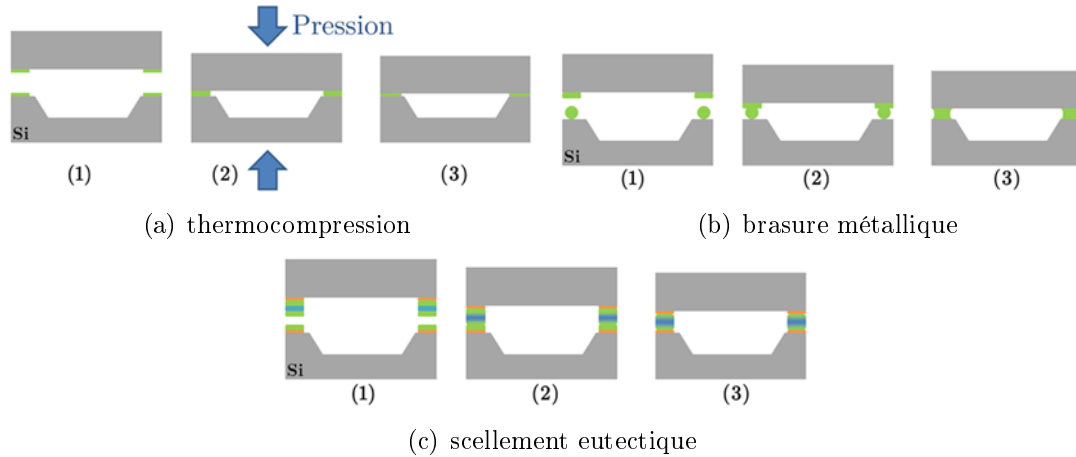 Pression
Si
(1)
(2)
(3)
(a) thermocompression
Si
(1)
(2)
(3)
(b) brasure métallique
Si
(1)
(2)
(3)
(c) scellement eutectique